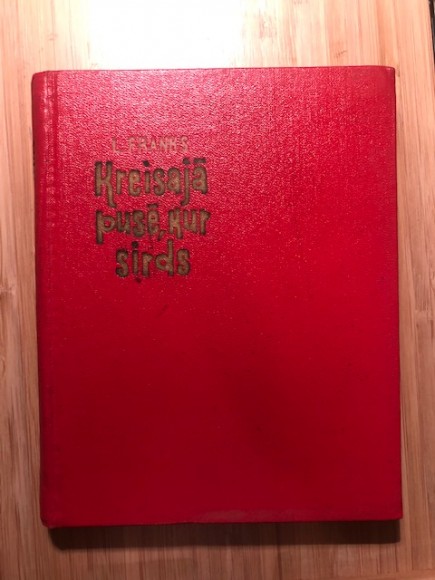 L. FRANKS
Kreisajā
pusē, kur
sirds